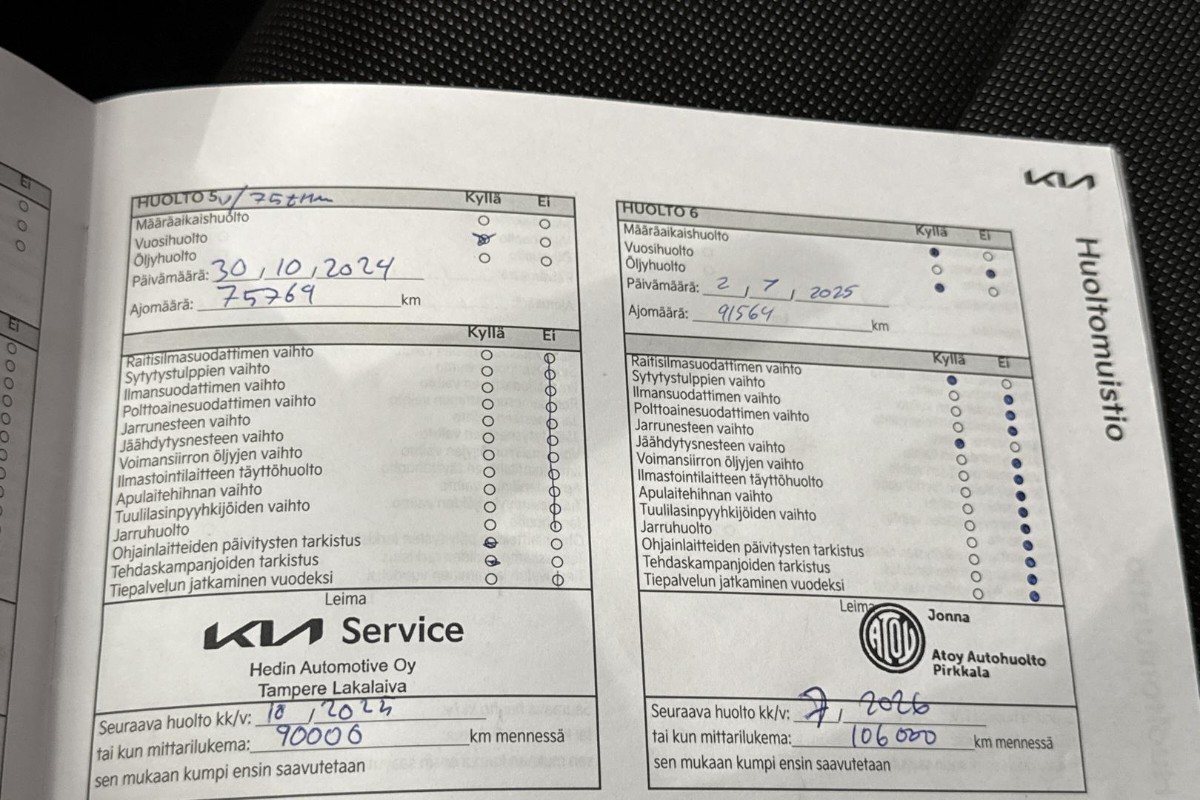 Ei
Ei
HUOLTO 5v/75tkm Kyllä Ei
Määräaikaishuolto
Vuosihuolto
Öljyhuolto
Päivämäärä: 30, 10, 2024
Ajomäärä: 75769 km
Kyllä Ei
Raitisilmasuodattimen vaihto
Sytytystulppien vaihto
Ilmansuodattimen vaihto
Polttoainesuodattimen vaihto
Jarrunesteen vaihto
Jäähdytysnesteen vaihto
Voimansiirron öljyjen vaihto
Ilmastointilaitteen täyttöhuolto
Apulaitehihnan vaihto
Tuulilasinpyyhkijöiden vaihto
Jarruhuolto
Ohjainlaitteiden päivitysten tarkistus
Tehdaskampanjoiden tarkistus
Tiepalvelun jatkaminen vuodeksi
Leima
KIA Service
Hedin Automotive Oy
Tampere Lakalaiva
Seuraava huolto kk/v: 10, 2025
tai kun mittarilukema: 90000 km mennessä
sen mukaan kumpi ensin saavutetaan
HUOLTO 6 Kyllä Ei
Määräaikaishuolto
Vuosihuolto
Öljyhuolto
Päivämäärä: 2, 7, 2025
Ajomäärä: 91564 km
Kyllä Ei
Raitisilmasuodattimen vaihto
Sytytystulppien vaihto
Ilmansuodattimen vaihto
Polttoainesuodattimen vaihto
Jarrunesteen vaihto
Jäähdytysnesteen vaihto
Voimansiirron öljyjen vaihto
Ilmastointilaitteen täyttöhuolto
Apulaitehihnan vaihto
Tuulilasinpyyhkijöiden vaihto
Jarruhuolto
Ohjainlaitteiden päivitysten tarkistus
Tehdaskampanjoiden tarkistus
Tiepalvelun jatkaminen vuodeksi
Leima
ATOY
Jonna
Atoy Autohuolto
Pirkkala
Seuraava huolto kk/v: 7, 2026
tai kun mittarilukema: 106000 km mennessä
sen mukaan kumpi ensin saavutetaan
KIA
Huoltomuistio